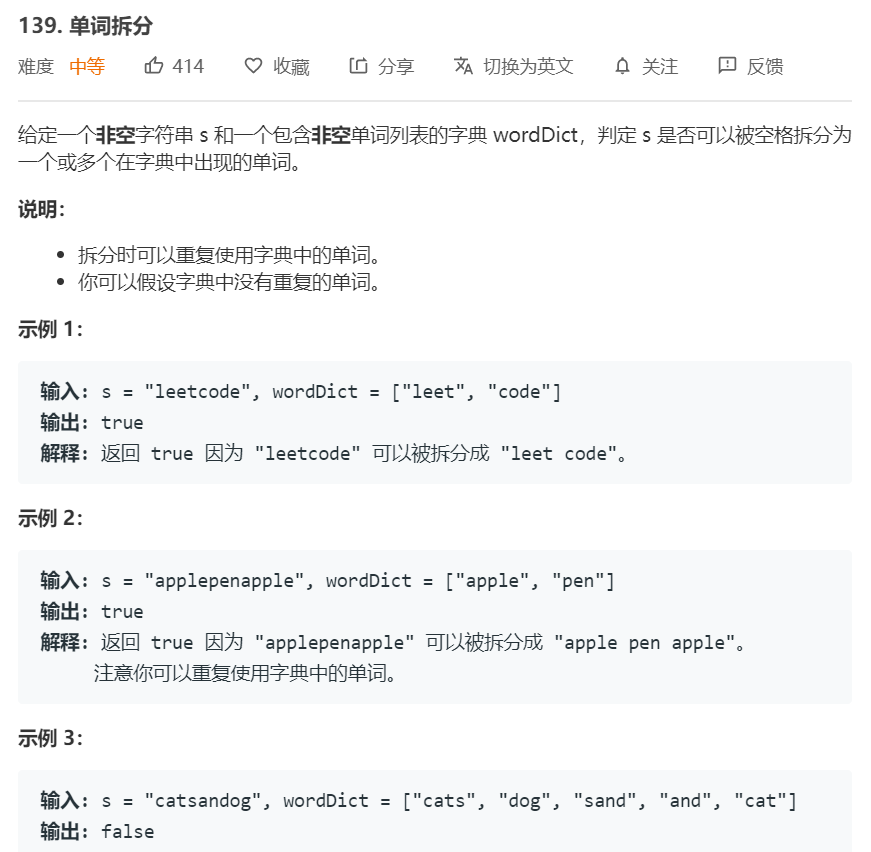 139. 单词拆分
难度 中等 414 收藏 分享 切换为英文 关注 反馈
给定一个非空字符串 s 和一个包含非空单词列表的字典 wordDict，判定 s 是否可以被空格拆分为
一个或多个在字典中出现的单词。
说明：
拆分时可以重复使用字典中的单词。
你可以假设字典中没有重复的单词。
示例 1：
输入: s = "leetcode", wordDict = ["leet", "code"]
输出: true
解释: 返回 true 因为 "leetcode" 可以被拆分成 "leet code"。
示例 2：
输入: s = "applepenapple", wordDict = ["apple", "pen"]
输出: true
解释: 返回 true 因为 "applepenapple" 可以被拆分成 "apple pen apple"。
注意你可以重复使用字典中的单词。
示例 3：
输入: s = "catsandog", wordDict = ["cats", "dog", "sand", "and", "cat"]
输出: false